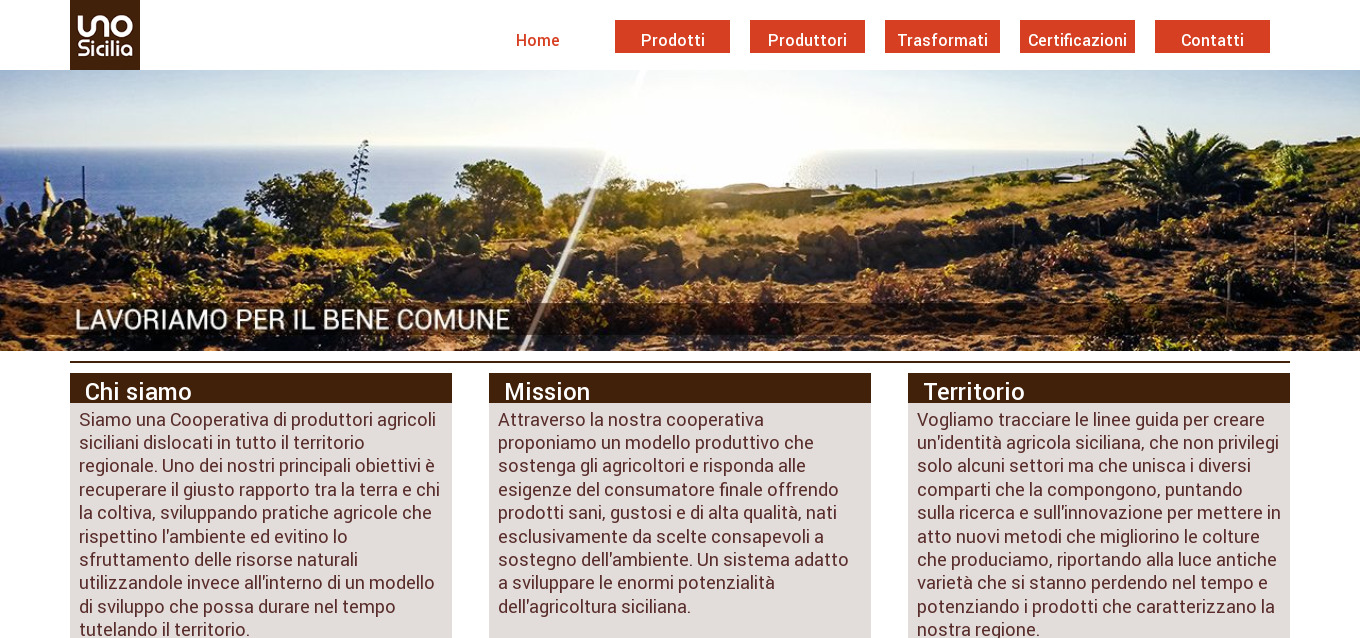 UNO
Sicilia
Home
Prodotti
Produttori
Trasformati
Certificazioni
Contatti
LAVORIAMO PER IL BENE COMUNE
Chi siamo
Siamo una Cooperativa di produttori agricoli
siciliani dislocati in tutto il territorio
regionale. Uno dei nostri principali obiettivi è
recuperare il giusto rapporto tra la terra e chi
la coltiva, sviluppando pratiche agricole che
rispettino l'ambiente ed evitino lo
sfruttamento delle risorse naturali
utilizzandole invece all'interno di un modello
di sviluppo che possa durare nel tempo
tutelando il territorio.
Mission
Attraverso la nostra cooperativa
proponiamo un modello produttivo che
sostenga gli agricoltori e risponda alle
esigenze del consumatore finale offrendo
prodotti sani, gustosi e di alta qualità, nati
esclusivamente da scelte consapevoli a
sostegno dell'ambiente. Un sistema adatto
a sviluppare le enormi potenzialità
dell'agricoltura siciliana.
Territorio
Vogliamo tracciare le linee guida per creare
un'identità agricola siciliana, che non privilegi
solo alcuni settori ma che unisca i diversi
comparti che la compongono, puntando
sulla ricerca e sull'innovazione per mettere in
atto nuovi metodi che migliorino le colture
che produciamo, riportando alla luce antiche
varietà che si stanno perdendo nel tempo e
potenziando i prodotti che caratterizzano la
nostra regione.